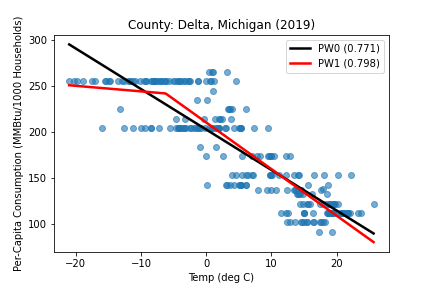 County: Delta, Michigan (2019)
Per-Capita Consumption (MMBtu/1000 Households)
300
250
200
150
100
PW0 (0.771)
PW1 (0.798)
−20 −10 0 10 20
Temp (deg C)